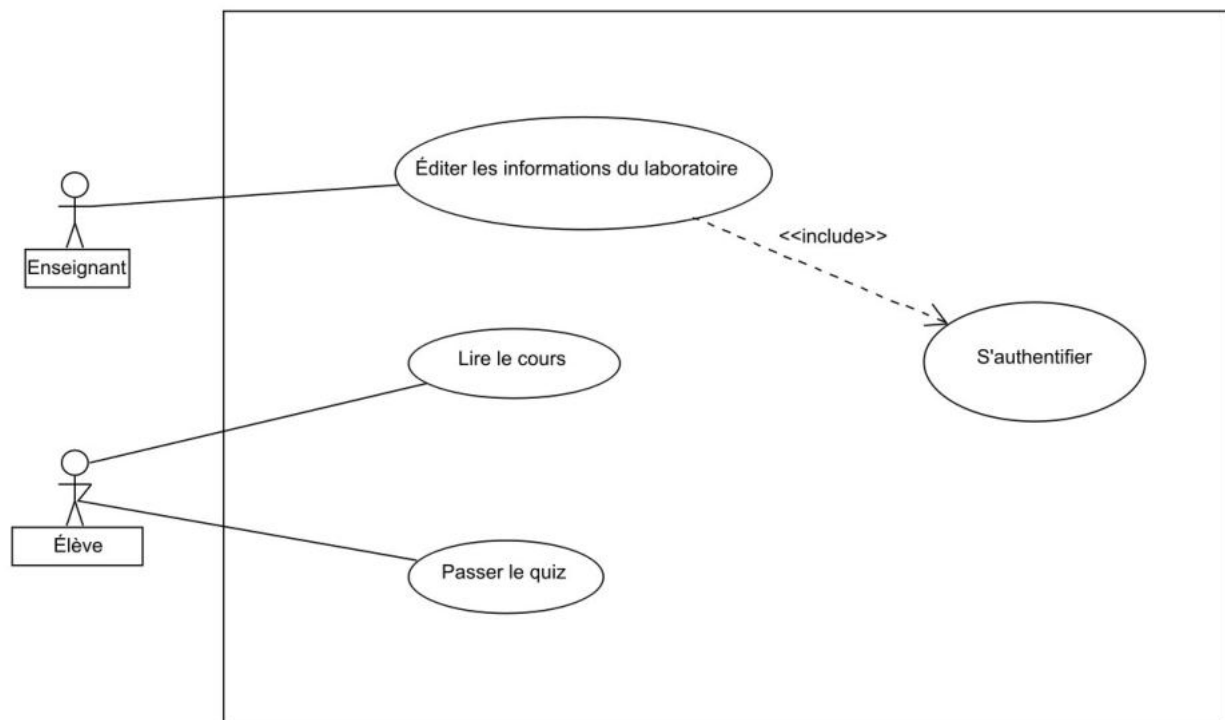 Éditer les informations du laboratoire
<<include>>
Enseignant
Lire le cours
S'authentifier
Élève
Passer le quiz